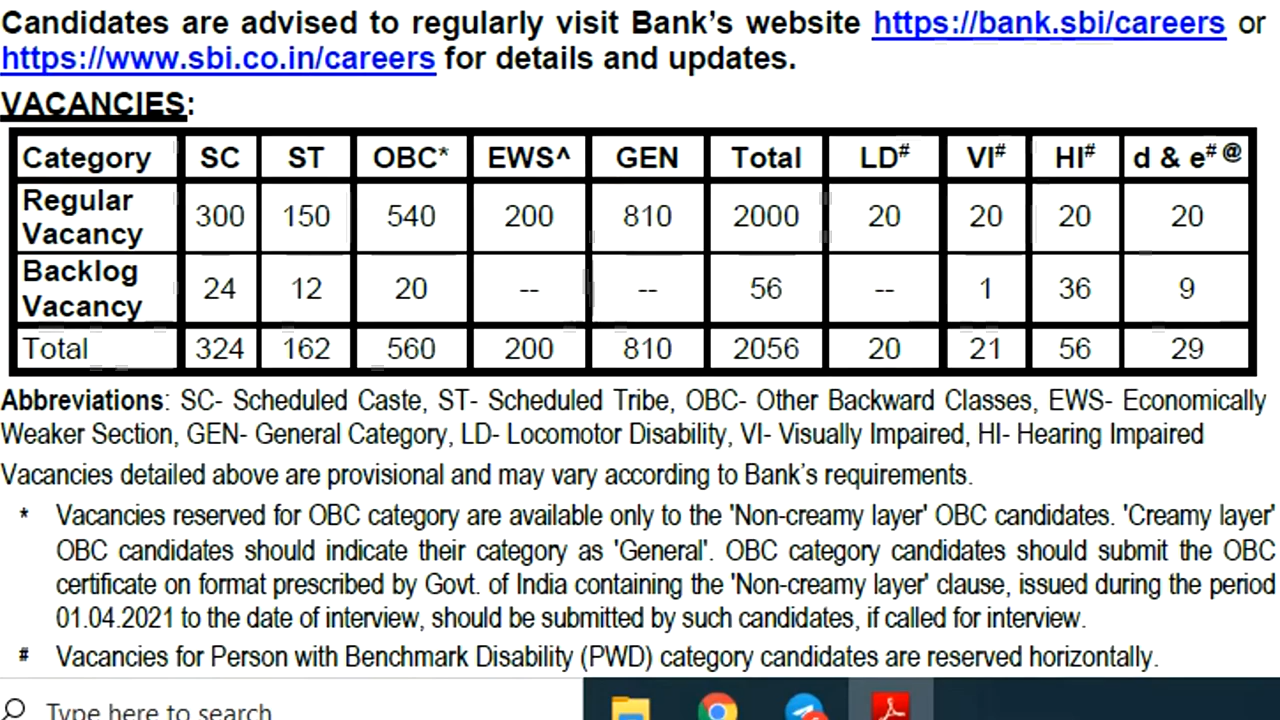 Candidates are advised to regularly visit Bank's website https://bank.sbi/careers or
https://www.sbi.co.in/careers for details and updates.
VACANCIES:
Category SC ST OBC* EWS^ GEN Total LD# VI# HI# d & e# @
Regular Vacancy 300 150 540 200 810 2000 20 20 20 20
Backlog Vacancy 24 12 20 -- -- 56 -- 1 36 9
Total 324 162 560 200 810 2056 20 21 56 29
Abbreviations: SC- Scheduled Caste, ST- Scheduled Tribe, OBC- Other Backward Classes, EWS- Economically
Weaker Section, GEN- General Category, LD- Locomotor Disability, VI- Visually Impaired, HI- Hearing Impaired
Vacancies detailed above are provisional and may vary according to Bank's requirements.
* Vacancies reserved for OBC category are available only to the 'Non-creamy layer' OBC candidates. 'Creamy layer'
OBC candidates should indicate their category as 'General'. OBC category candidates should submit the OBC
certificate on format prescribed by Govt. of India containing the 'Non-creamy layer' clause, issued during the period
01.04.2021 to the date of interview, should be submitted by such candidates, if called for interview.
# Vacancies for Person with Benchmark Disability (PWD) category candidates are reserved horizontally.
Type here to search